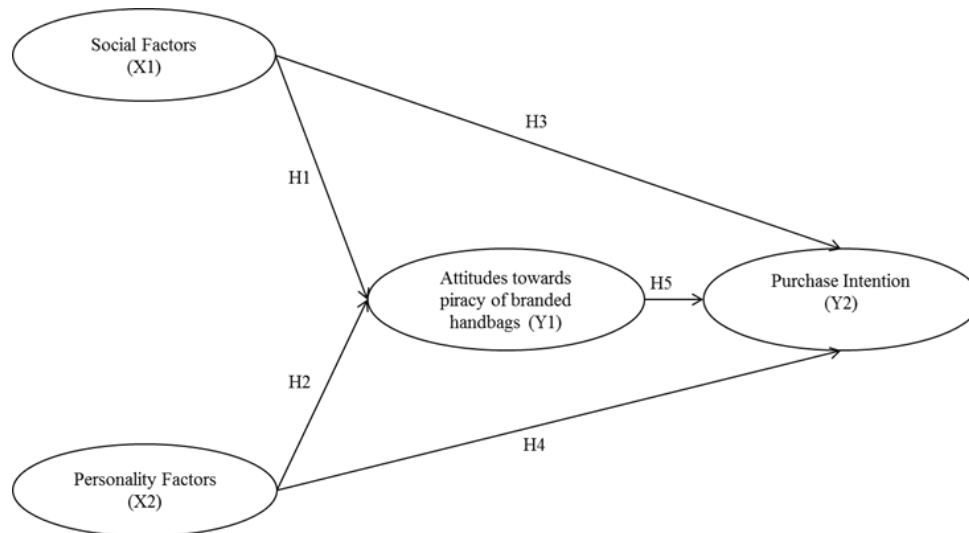 Social Factors
(X1)
H3
H1
Attitudes towards
piracy of branded
handbags (Y1)
H5
Purchase Intention
(Y2)
H2
H4
Personality Factors
(X2)